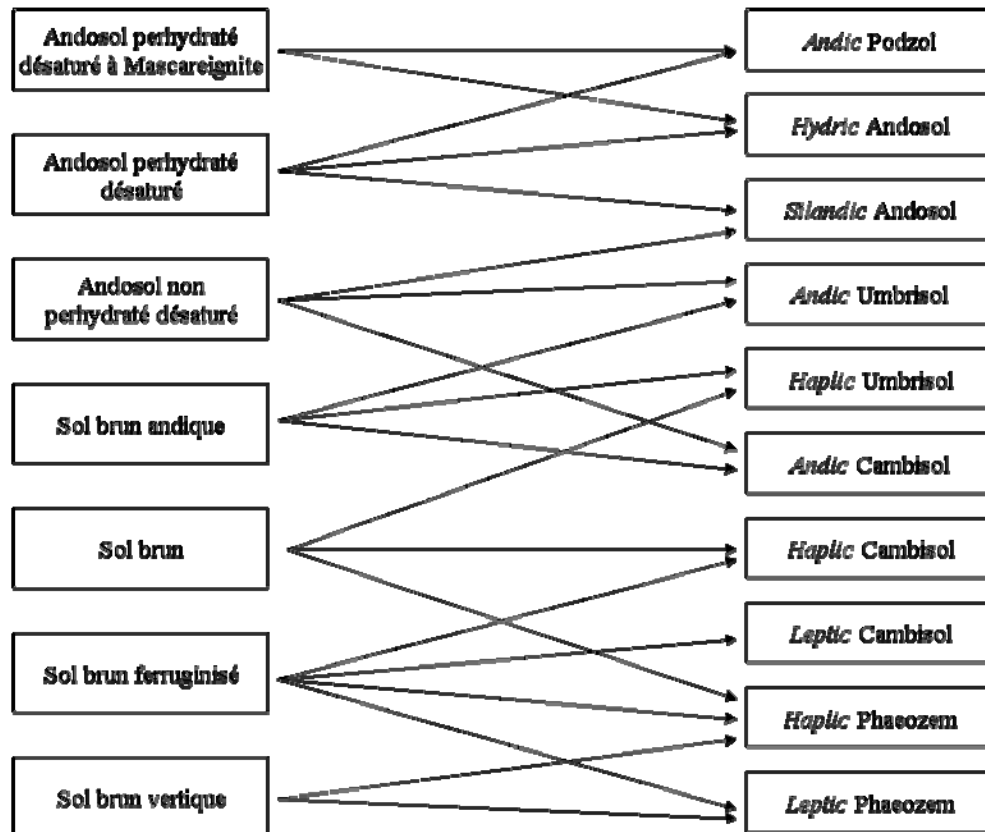 Andosol perhydraté
désaturé à Mascareignite
Andosol perhydraté
désaturé
Andosol non
perhydraté désaturé
Sol brun andique
Sol brun
Sol brun ferruginisé
Sol brun vertique
Andic Podzol
Hydric Andosol
Silandic Andosol
Andic Umbrisol
Haplic Umbrisol
Andic Cambisol
Haplic Cambisol
Leptic Cambisol
Haplic Phaeozem
Leptic Phaeozem